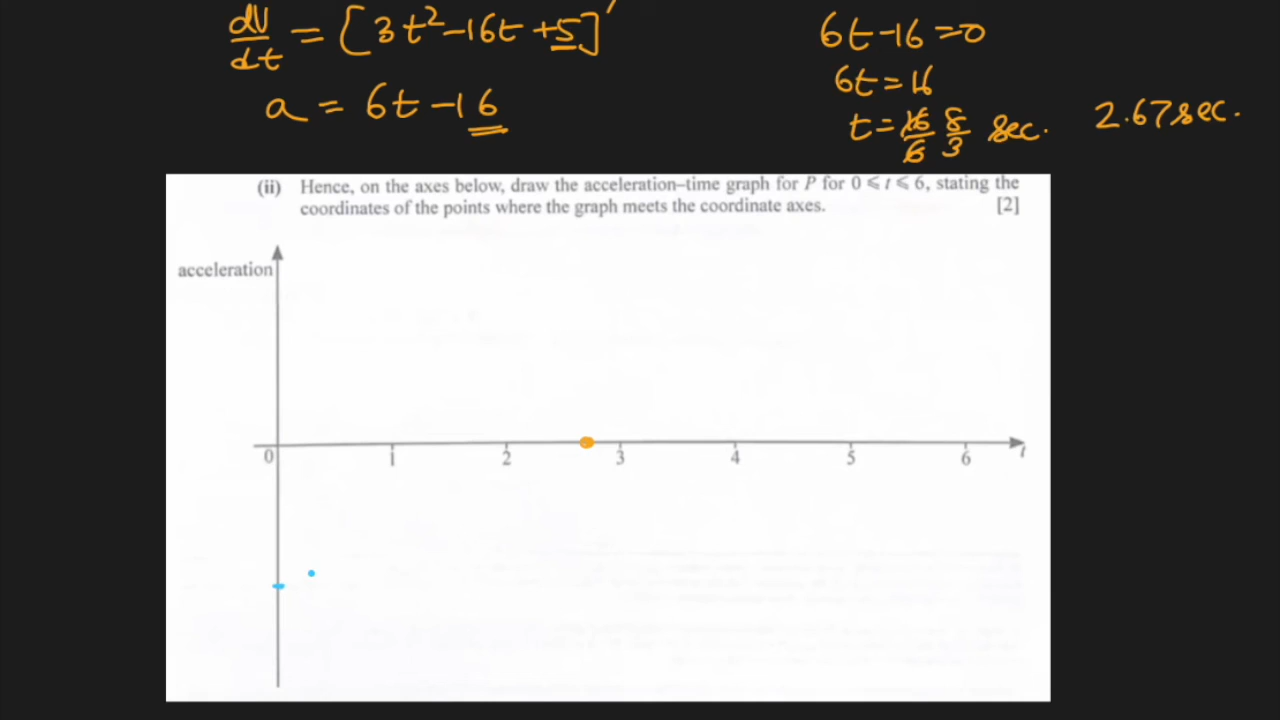 dv/dt = [3t²-16t+5]'
a = 6t-16
6t-16=0
6t=16
t=16/6 8/3 sec. 2.67sec.
(ii) Hence, on the axes below, draw the acceleration–time graph for P for 0 ⩽ t ⩽ 6, stating the
coordinates of the points where the graph meets the coordinate axes. [2]
acceleration
0 1 2 3 4 5 6 t